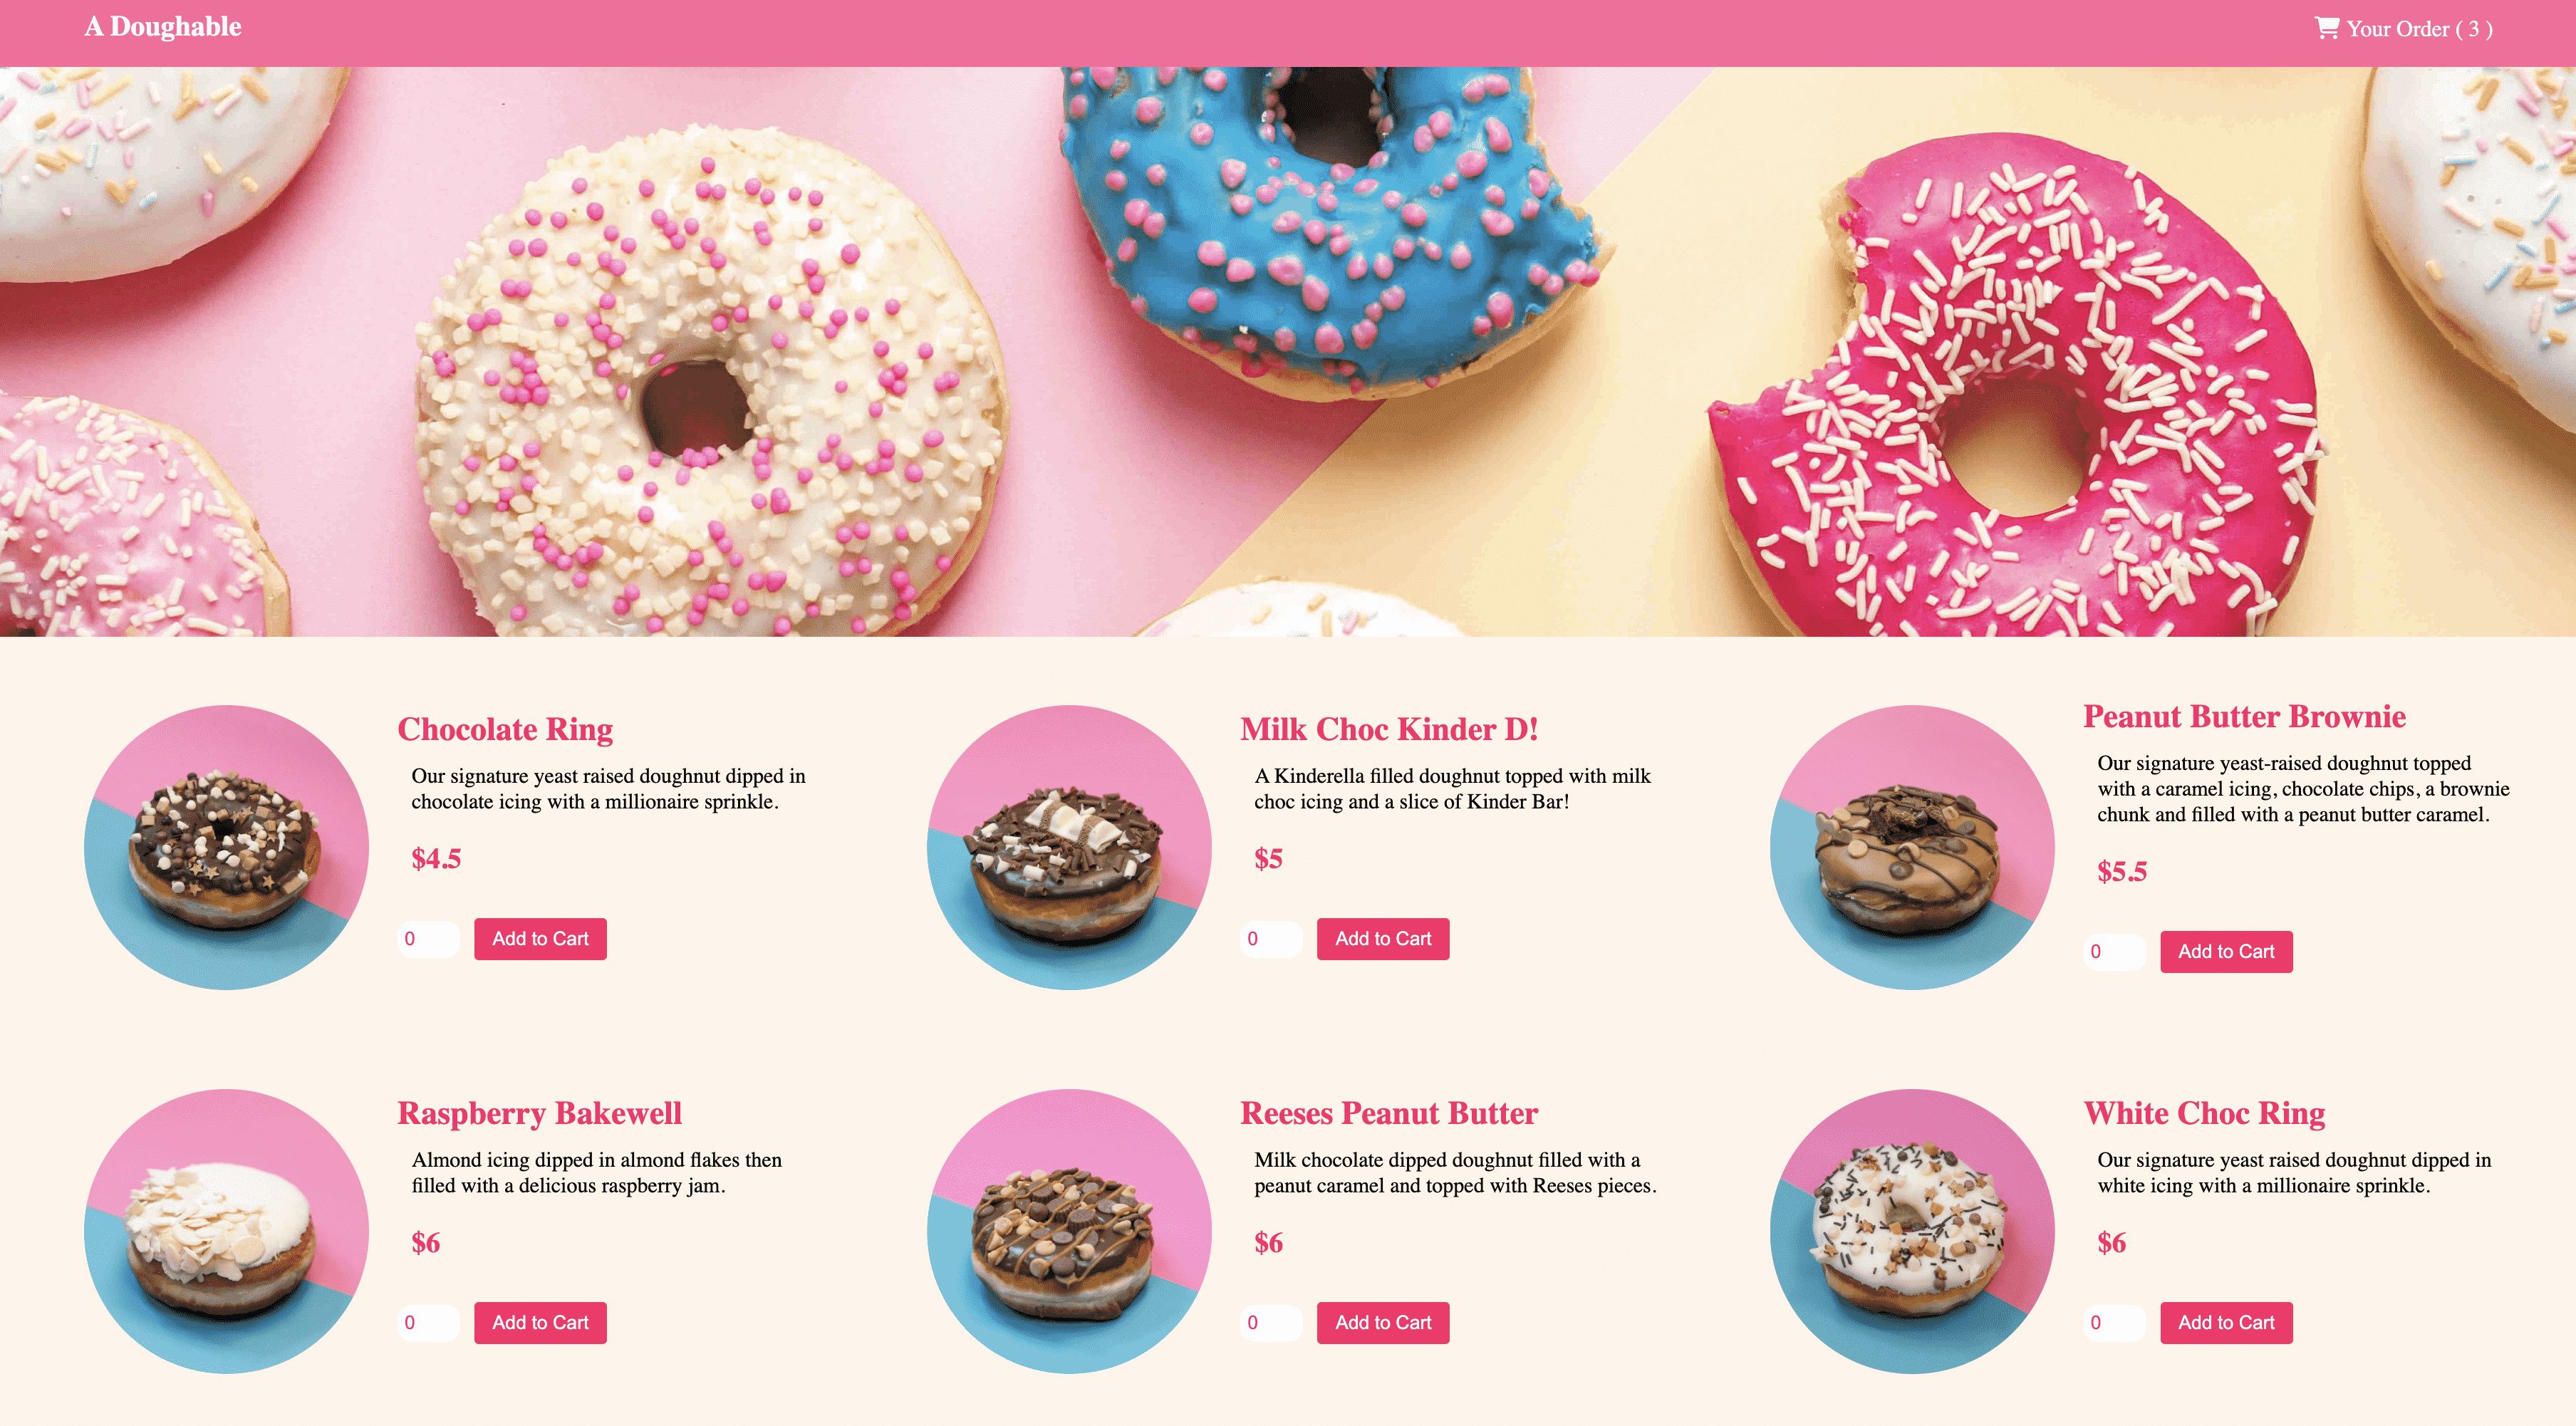 A Doughable
Your Order ( 3 )
Chocolate Ring
Our signature yeast raised doughnut dipped in
chocolate icing with a millionaire sprinkle.
$4.5
0
Add to Cart
Milk Choc Kinder D!
A Kinderella filled doughnut topped with milk
choc icing and a slice of Kinder Bar!
$5
0
Add to Cart
Peanut Butter Brownie
Our signature yeast-raised doughnut topped
with a caramel icing, chocolate chips, a brownie
chunk and filled with a peanut butter caramel.
$5.5
0
Add to Cart
Raspberry Bakewell
Almond icing dipped in almond flakes then
filled with a delicious raspberry jam.
$6
0
Add to Cart
Reeses Peanut Butter
Milk chocolate dipped doughnut filled with a
peanut caramel and topped with Reeses pieces.
$6
0
Add to Cart
White Choc Ring
Our signature yeast raised doughnut dipped in
white icing with a millionaire sprinkle.
$6
0
Add to Cart